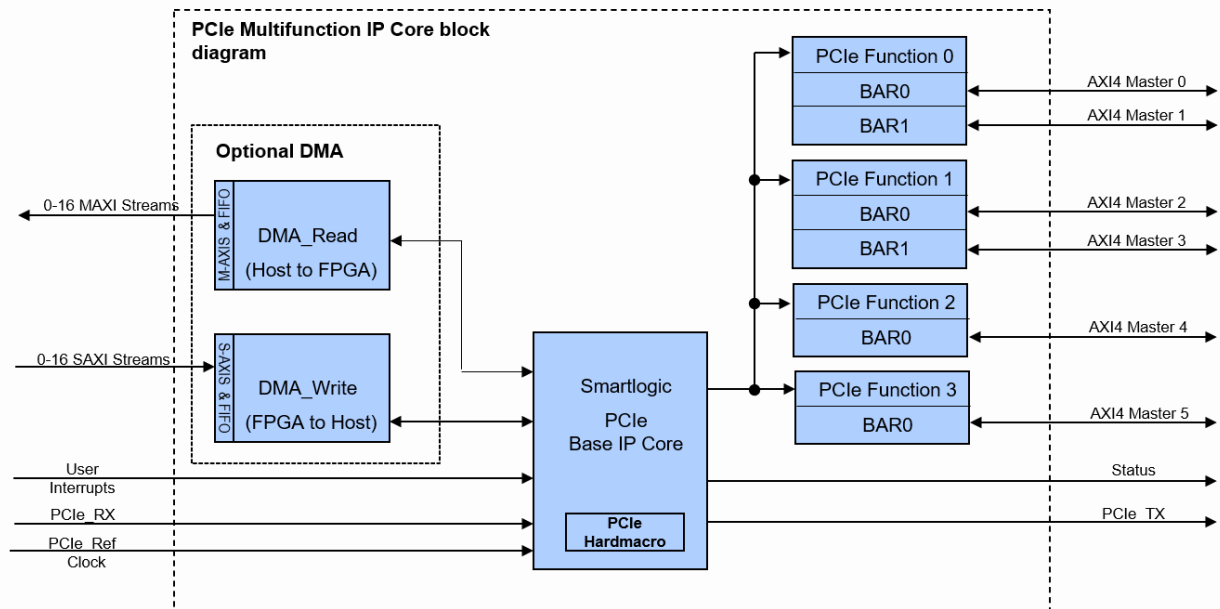 PCIe Multifunction IP Core block
diagram
Optional DMA
0-16 MAXI Streams
M-AXIS & FIFO
DMA_Read
(Host to FPGA)
0-16 SAXI Streams
S-AXIS & FIFO
DMA_Write
(FPGA to Host)
User
Interrupts
PCIe_RX
PCIe_Ref
Clock
Smartlogic
PCIe
Base IP Core
PCIe
Hardmacro
PCIe Function 0
BAR0
BAR1
PCIe Function 1
BAR0
BAR1
PCIe Function 2
BAR0
PCIe Function 3
BAR0
AXI4 Master 0
AXI4 Master 1
AXI4 Master 2
AXI4 Master 3
AXI4 Master 4
AXI4 Master 5
Status
PCIe_TX